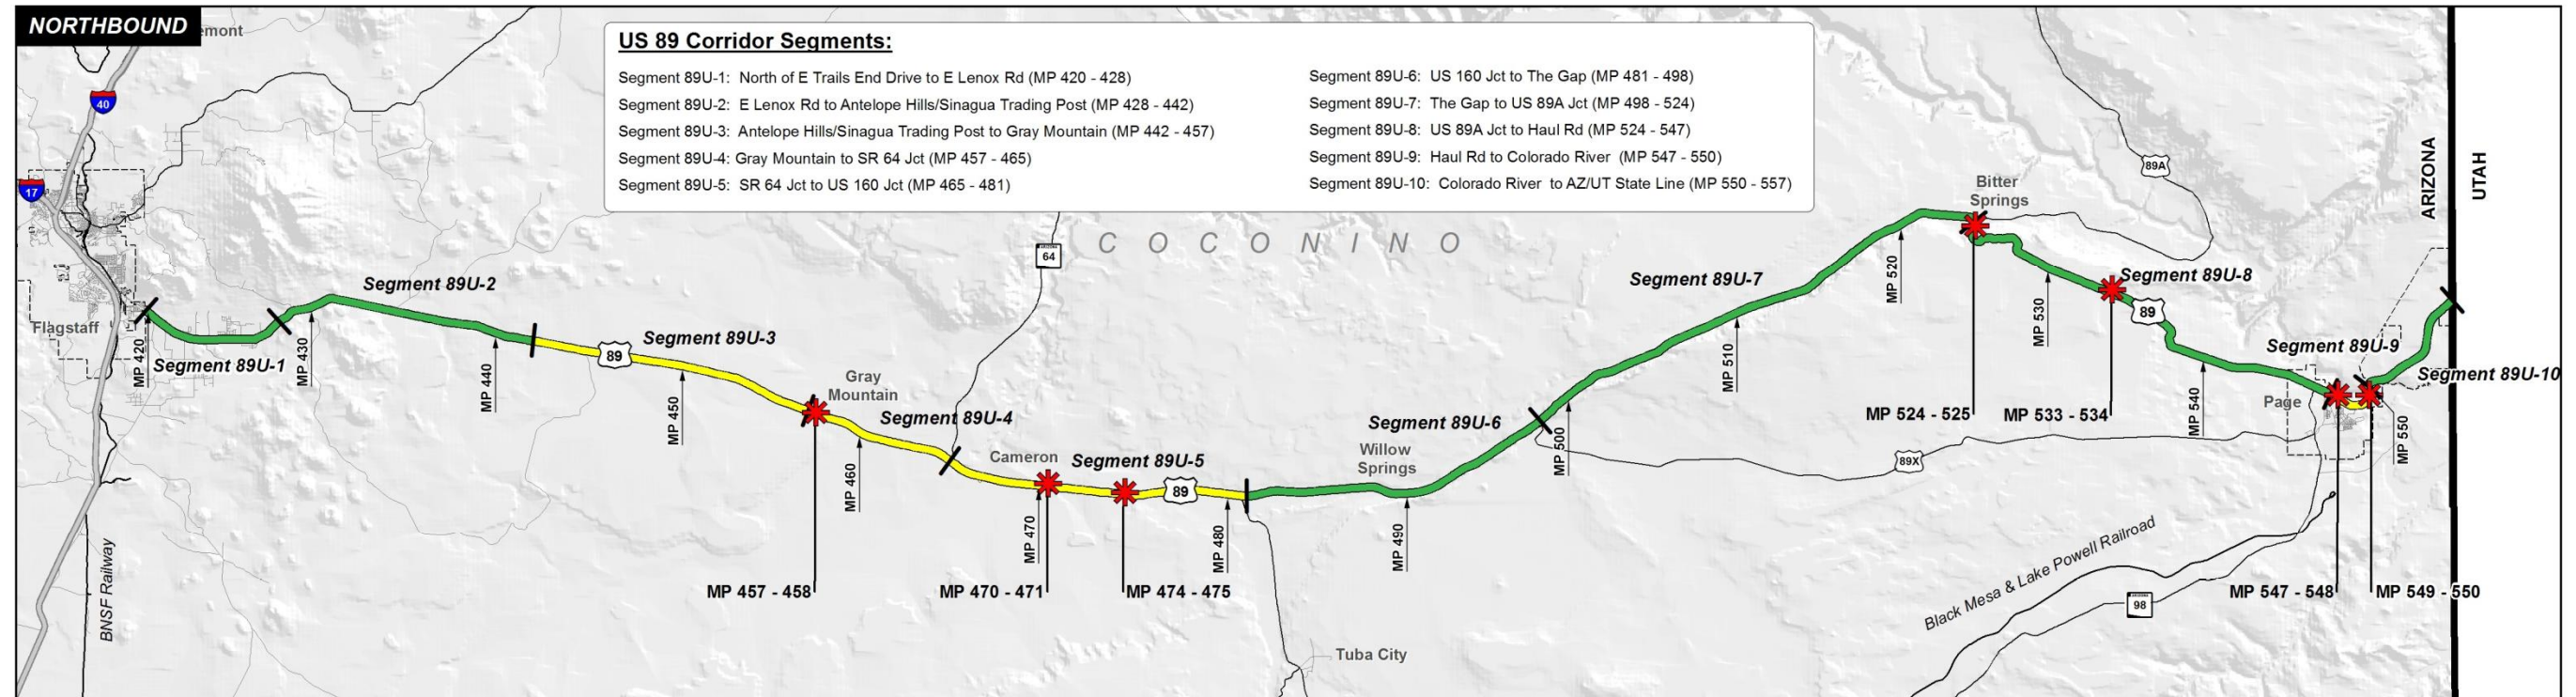 NORTHBOUND
emont
40
17
US 89 Corridor Segments:
Segment 89U-1: North of E Trails End Drive to E Lenox Rd (MP 420 - 428)
Segment 89U-2: E Lenox Rd to Antelope Hills/Sinagua Trading Post (MP 428 - 442)
Segment 89U-3: Antelope Hills/Sinagua Trading Post to Gray Mountain (MP 442 - 457)
Segment 89U-4: Gray Mountain to SR 64 Jct (MP 457 - 465)
Segment 89U-5: SR 64 Jct to US 160 Jct (MP 465 - 481)
Segment 89U-6: US 160 Jct to The Gap (MP 481 - 498)
Segment 89U-7: The Gap to US 89A Jct (MP 498 - 524)
Segment 89U-8: US 89A Jct to Haul Rd (MP 524 - 547)
Segment 89U-9: Haul Rd to Colorado River (MP 547 - 550)
Segment 89U-10: Colorado River to AZ/UT State Line (MP 550 - 557)
ARIZONA
UTAH
89A
Bitter
Springs
COCONINO
64
Flagstaff
MP 420
Segment 89U-1
MP 430
Segment 89U-2
MP 440
89
Segment 89U-3
MP 450
Gray
Mountain
Segment 89U-4
MP 460
Cameron
Segment 89U-5
89
MP 470
MP 480
Segment 89U-6
Willow
Springs
MP 490
MP 500
Segment 89U-7
MP 510
MP 520
MP 524 - 525
MP 530
MP 533 - 534
Segment 89U-8
89
MP 540
Segment 89U-9
Segment 89U-10
Page
MP 550
89X
MP 457 - 458
MP 470 - 471
MP 474 - 475
MP 547 - 548
MP 549 - 550
BNSF Railway
Black Mesa & Lake Powell Railroad
98
Tuba City